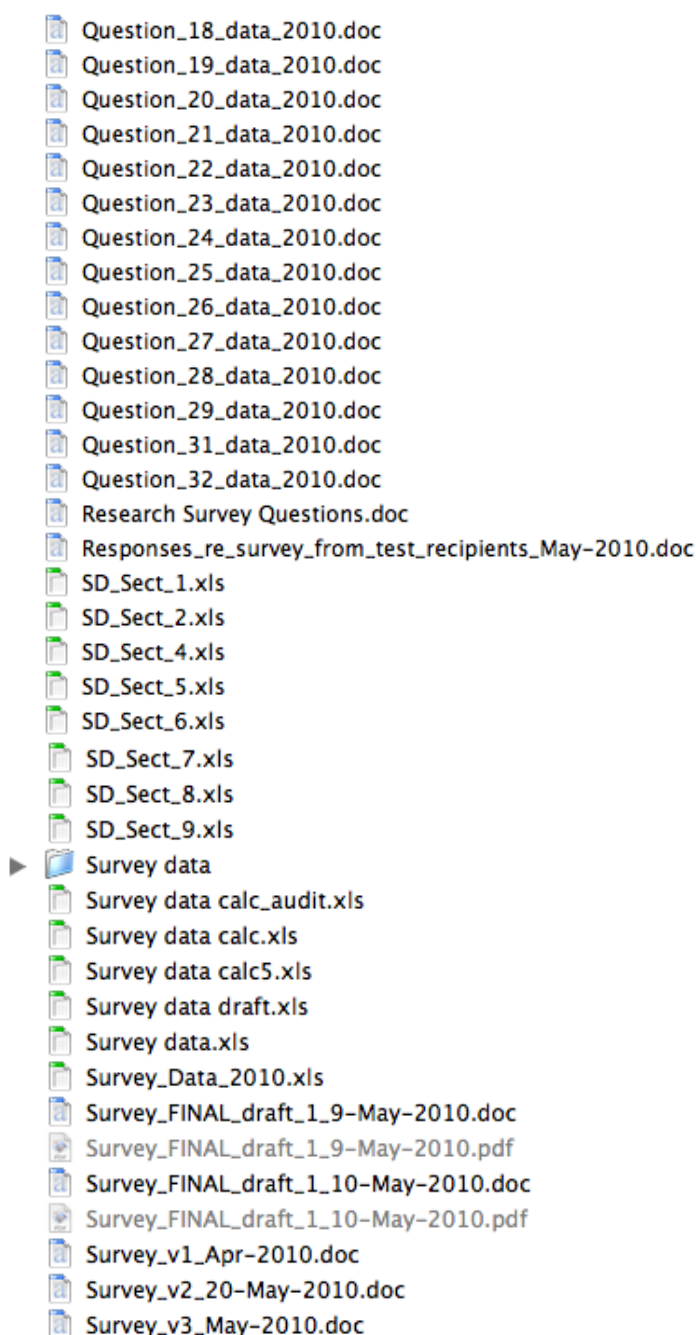 Question_18_data_2010.doc
Question_19_data_2010.doc
Question_20_data_2010.doc
Question_21_data_2010.doc
Question_22_data_2010.doc
Question_23_data_2010.doc
Question_24_data_2010.doc
Question_25_data_2010.doc
Question_26_data_2010.doc
Question_27_data_2010.doc
Question_28_data_2010.doc
Question_29_data_2010.doc
Question_31_data_2010.doc
Question_32_data_2010.doc
Research Survey Questions.doc
Responses_re_survey_from_test_recipients_May-2010.doc
SD_Sect_1.xls
SD_Sect_2.xls
SD_Sect_4.xls
SD_Sect_5.xls
SD_Sect_6.xls
SD_Sect_7.xls
SD_Sect_8.xls
SD_Sect_9.xls
Survey data
Survey data calc_audit.xls
Survey data calc.xls
Survey data calc5.xls
Survey data draft.xls
Survey data.xls
Survey_Data_2010.xls
Survey_FINAL_draft_1_9-May-2010.doc
Survey_FINAL_draft_1_9-May-2010.pdf
Survey_FINAL_draft_1_10-May-2010.doc
Survey_FINAL_draft_1_10-May-2010.pdf
Survey_v1_Apr-2010.doc
Survey_v2_20-May-2010.doc
Survey_v3_May-2010.doc